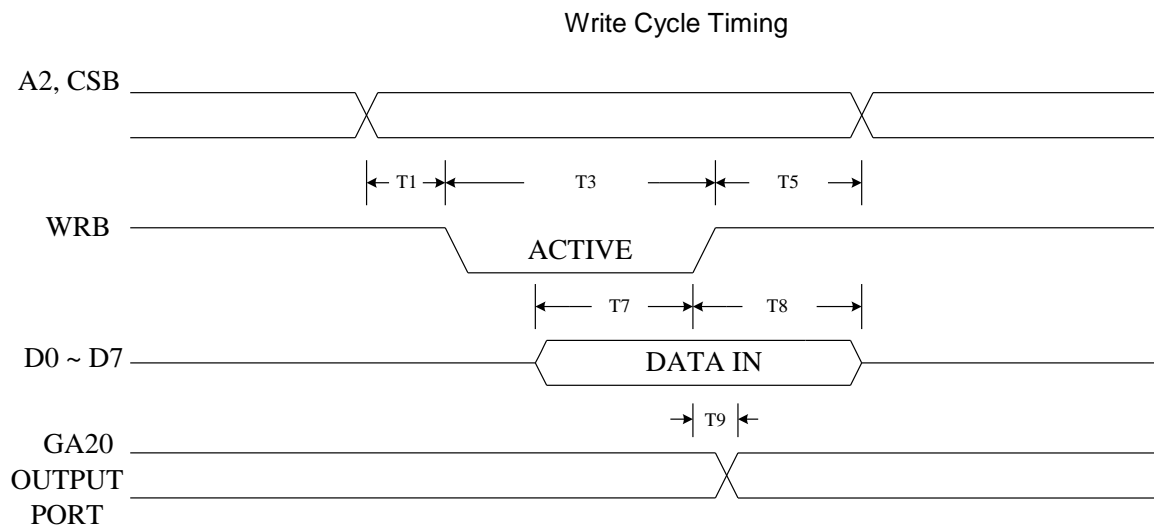 Write Cycle Timing
A2, CSB
T1
T3
T5
WRB
ACTIVE
T7
T8
D0 ~ D7
DATA IN
T9
GA20
OUTPUT
PORT